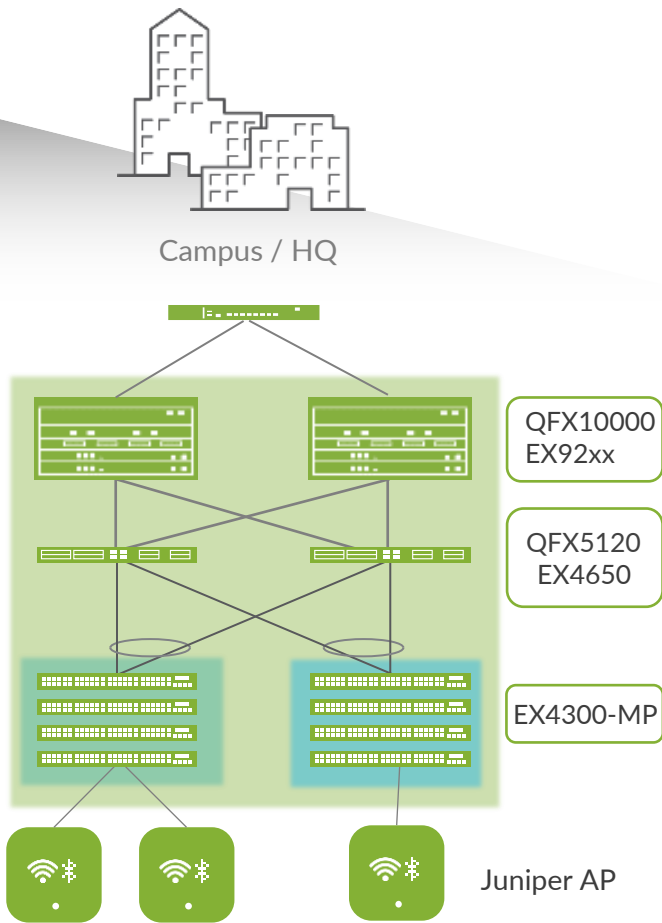 Campus / HQ
QFX10000
EX92xx
QFX5120
EX4650
EX4300-MP
Juniper AP